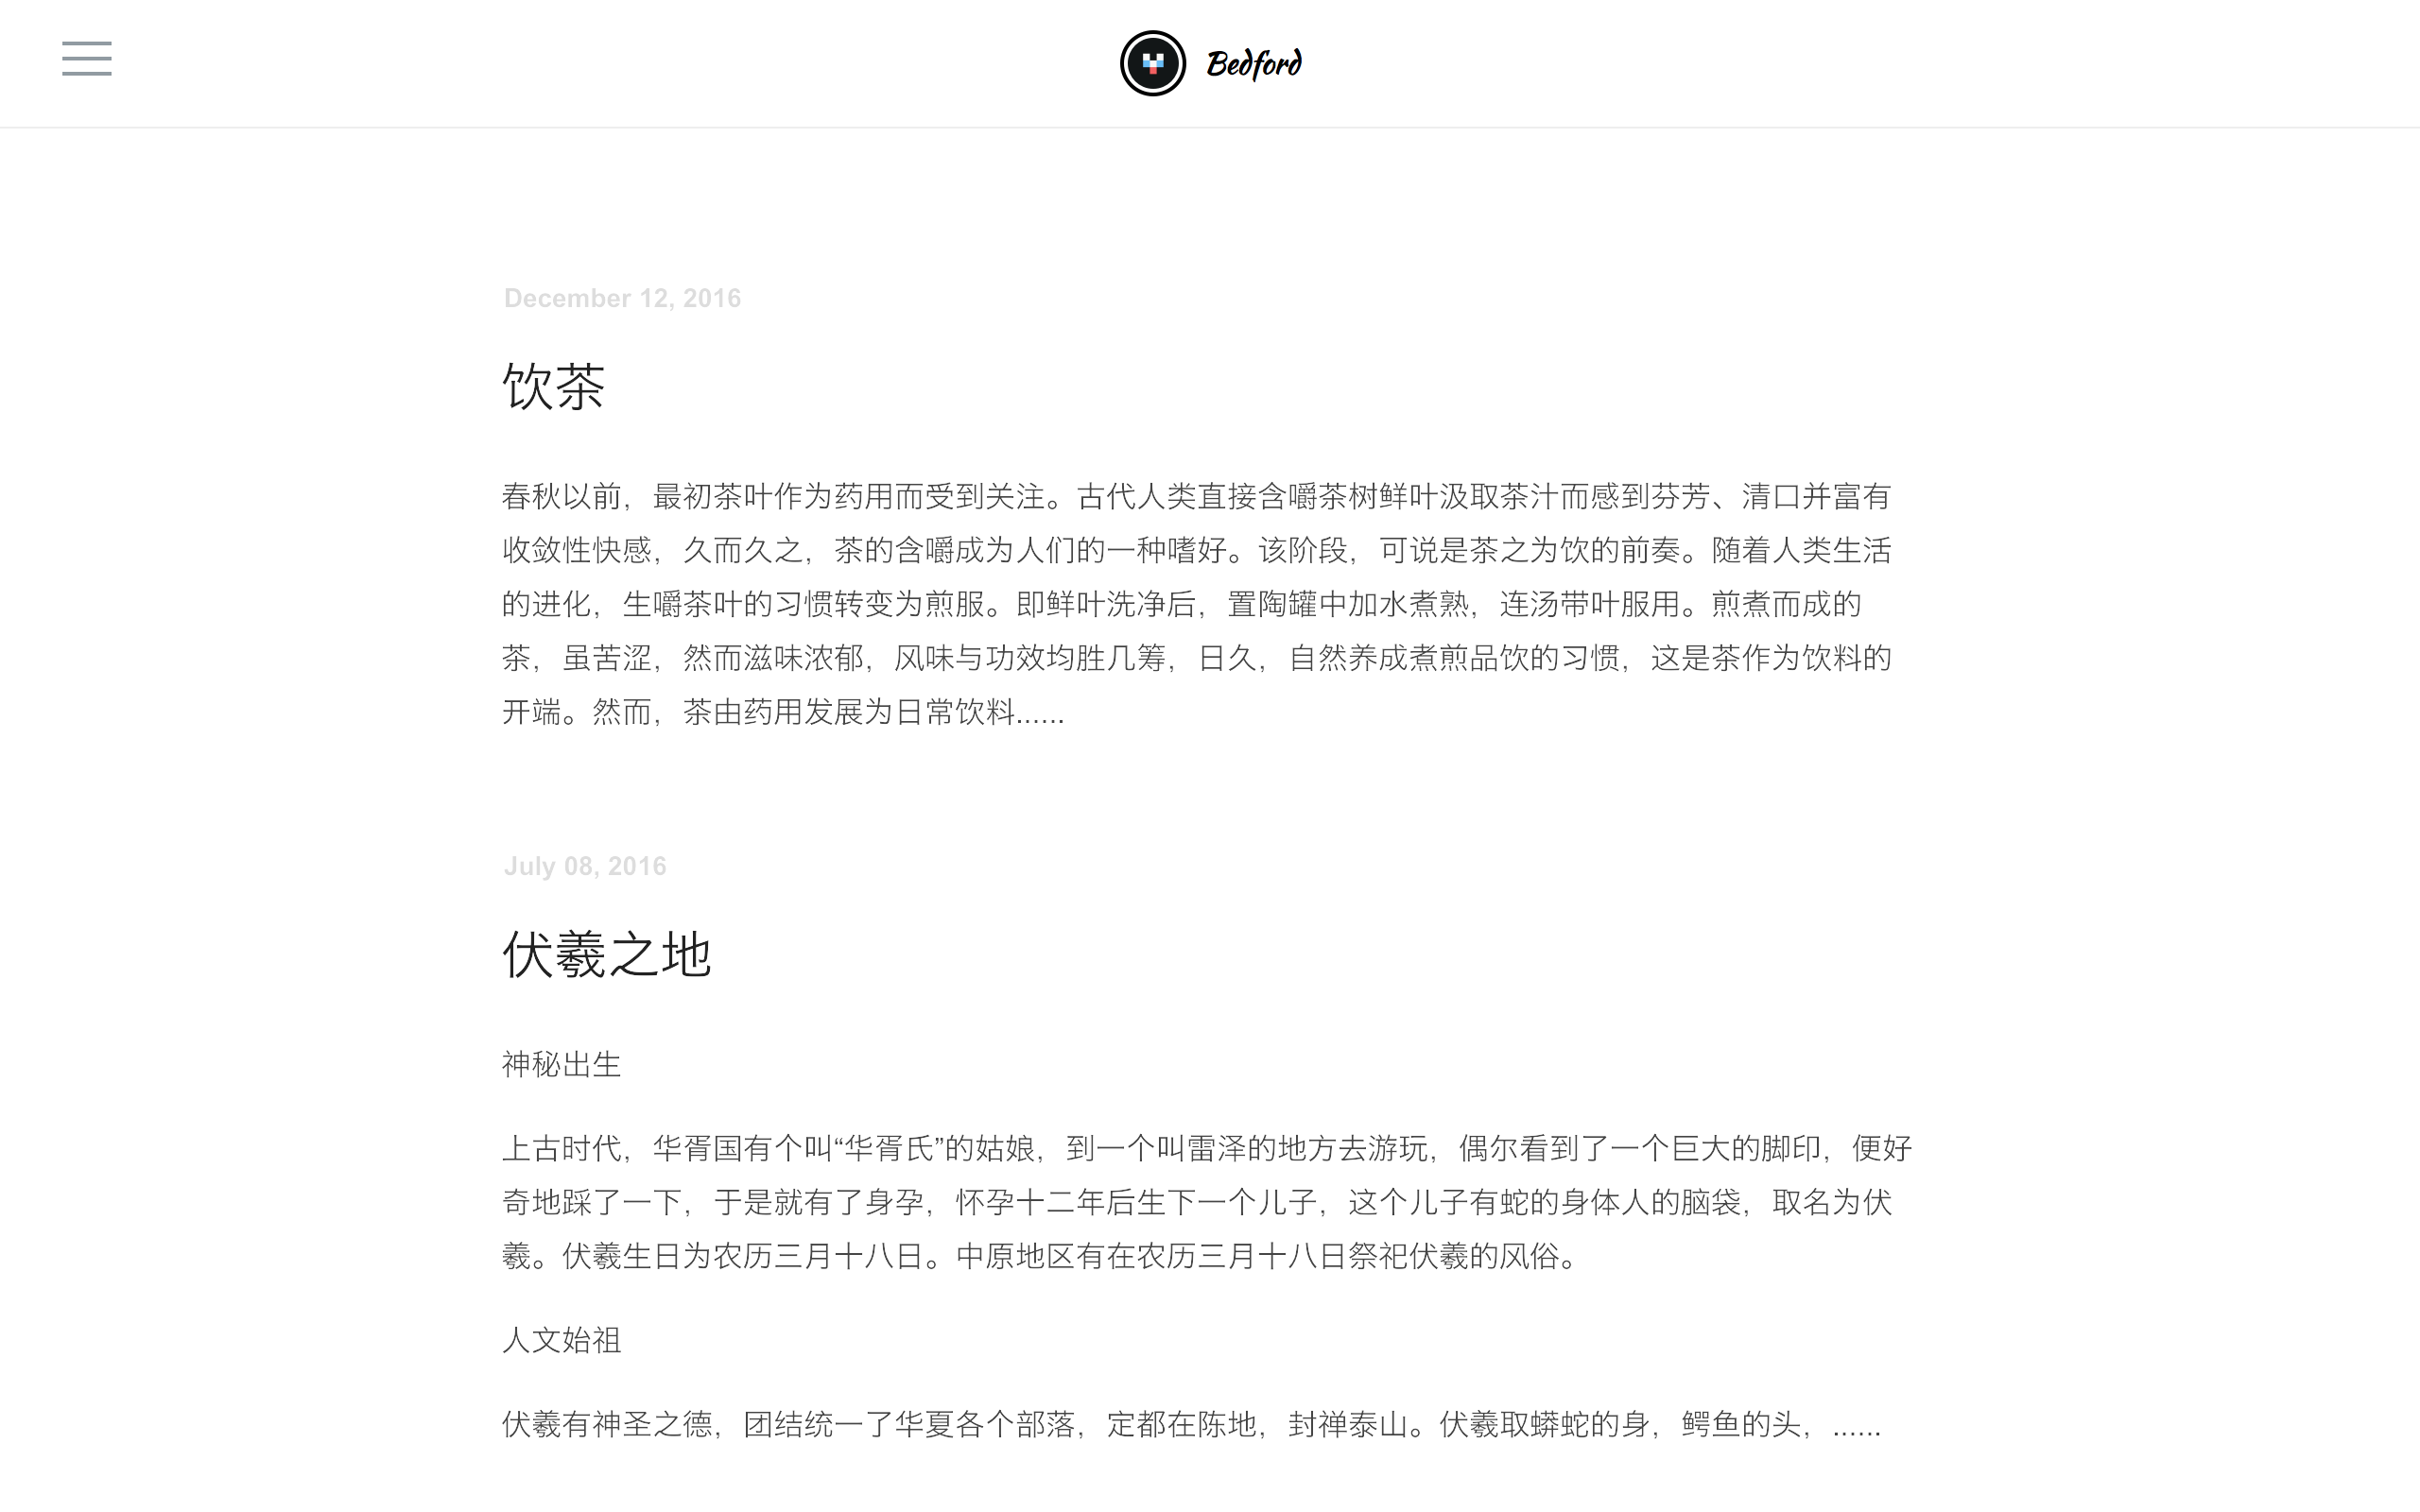 Bedford
December 12, 2016
饮茶
春秋以前，最初茶叶作为药用而受到关注。古代人类直接含嚼茶树鲜叶汲取茶汁而感到芬芳、清口并富有
收敛性快感，久而久之，茶的含嚼成为人们的一种嗜好。该阶段，可说是茶之为饮的前奏。随着人类生活
的进化，生嚼茶叶的习惯转变为煎服。即鲜叶洗净后，置陶罐中加水煮熟，连汤带叶服用。煎煮而成的
茶，虽苦涩，然而滋味浓郁，风味与功效均胜几筹，日久，自然养成煮煎品饮的习惯，这是茶作为饮料的
开端。然而，茶由药用发展为日常饮料......
July 08, 2016
伏羲之地
神秘出生
上古时代，华胥国有个叫“华胥氏”的姑娘，到一个叫雷泽的地方去游玩，偶尔看到了一个巨大的脚印，便好
奇地踩了一下，于是就有了身孕，怀孕十二年后生下一个儿子，这个儿子有蛇的身体人的脑袋，取名为伏
羲。伏羲生日为农历三月十八日。中原地区有在农历三月十八日祭祀伏羲的风俗。
人文始祖
伏羲有神圣之德，团结统一了华夏各个部落，定都在陈地，封禅泰山。伏羲取蟒蛇的身，鳄鱼的头，......